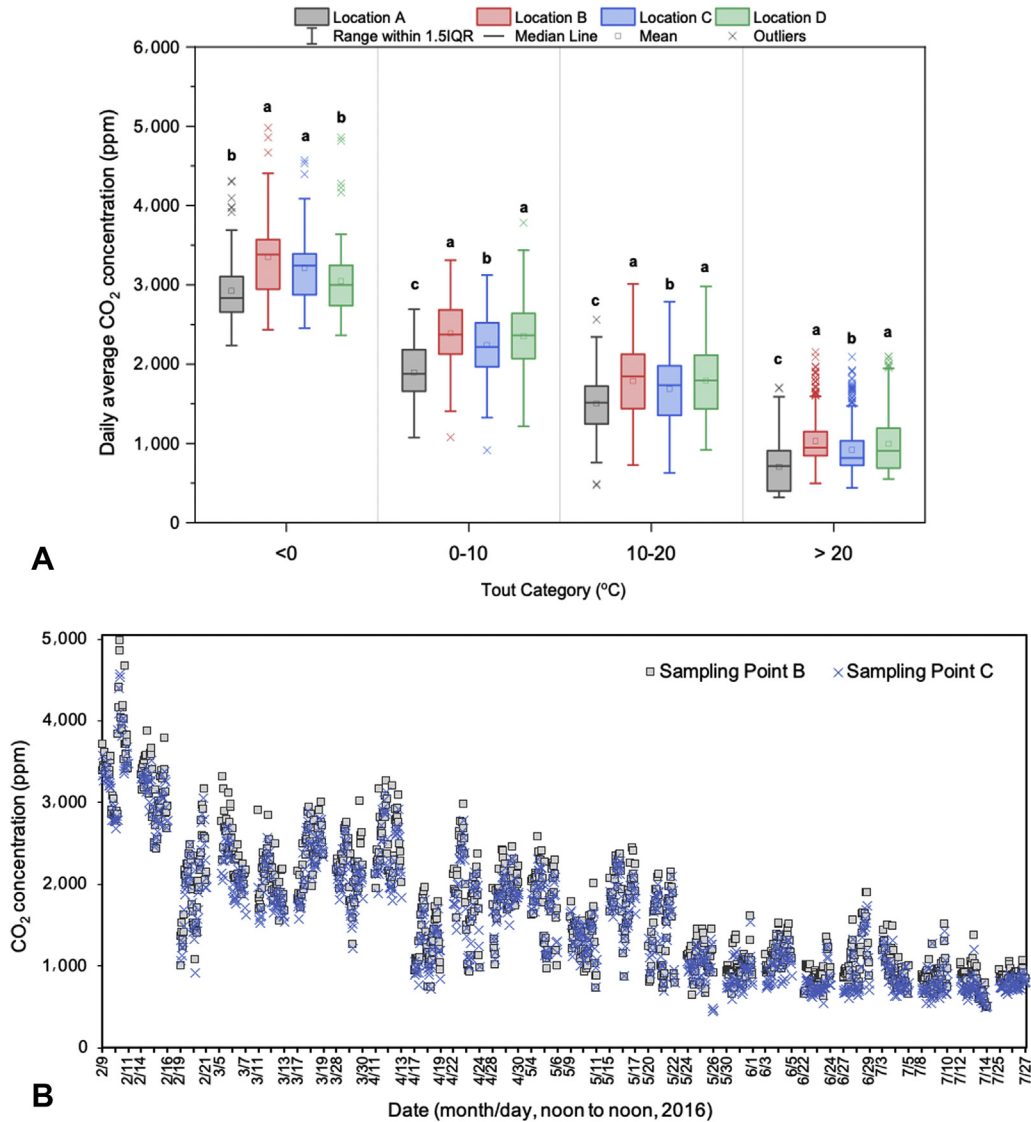 Location A Location B Location C Location D
Range within 1.5IQR Median Line Mean Outliers
Daily average CO₂ concentration (ppm)
6,000
5,000
4,000
3,000
2,000
1,000
0
b a a b
c a b a
c a b a
c a b a
<0 0-10 10-20 > 20
Tout Category (ºC)
A
CO₂ concentration (ppm)
5,000
4,000
3,000
2,000
1,000
0
Sampling Point B Sampling Point C
2/9 2/11 2/14 2/16 2/19 2/21 3/5 3/7 3/11 3/13 3/17 3/19 3/28 3/30 4/11 4/13 4/17 4/19 4/22 4/24 4/28 4/30 5/4 5/6 5/9 5/11 5/15 5/17 5/20 5/22 5/24 5/26 5/30 6/1 6/3 6/5 6/22 6/24 6/27 6/29 7/3 7/5 7/8 7/10 7/12 7/14 7/25 7/27
Date (month/day, noon to noon, 2016)
B